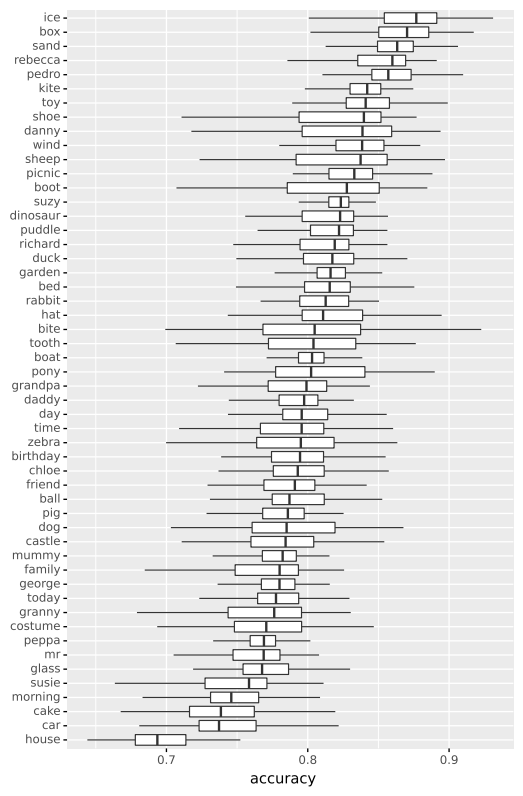 ice
box
sand
rebecca
pedro
kite
toy
shoe
danny
wind
sheep
picnic
boot
suzy
dinosaur
puddle
richard
duck
garden
bed
rabbit
hat
bite
tooth
boat
pony
grandpa
daddy
day
time
zebra
birthday
chloe
friend
ball
pig
dog
castle
mummy
family
george
today
granny
costume
peppa
mr
glass
susie
morning
cake
car
house
0.7 0.8 0.9
accuracy